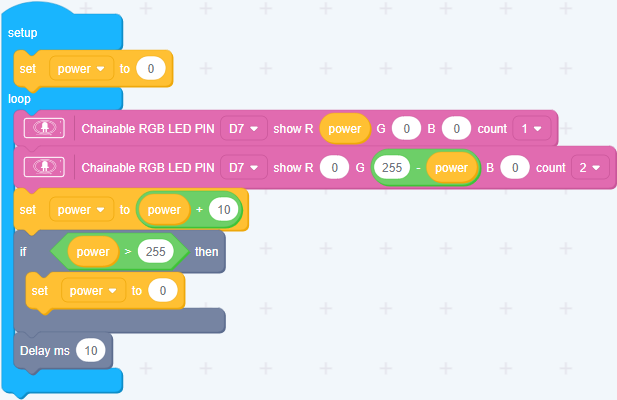 setup
set power to 0
loop
Chainable RGB LED PIN D7 show R power G 0 B 0 count 1
Chainable RGB LED PIN D7 show R 0 G 255 - power B 0 count 2
set power to power + 10
if power > 255 then
set power to 0
Delay ms 10